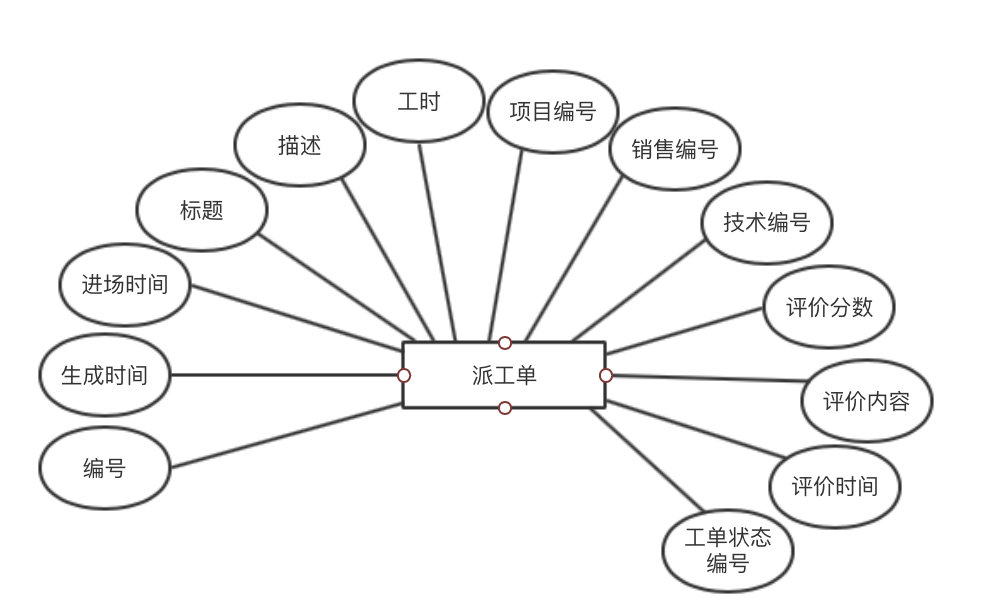 工时
项目编号
描述
销售编号
标题
技术编号
进场时间
评价分数
生成时间
派工单
评价内容
编号
评价时间
工单状态
编号